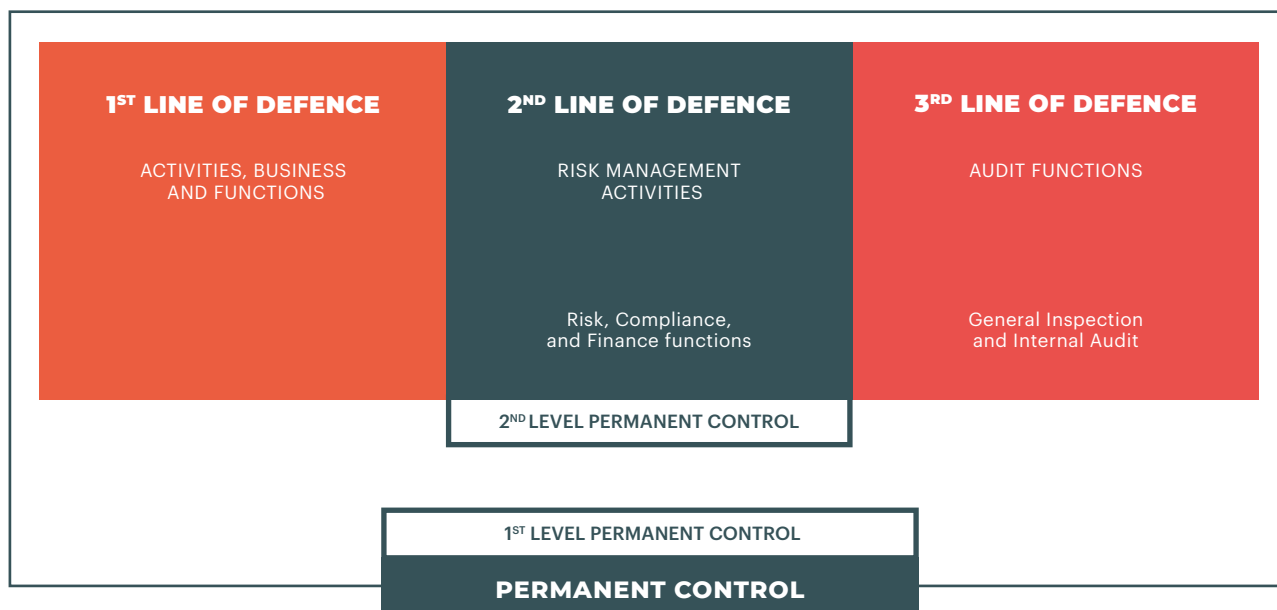 1ST LINE OF DEFENCE
ACTIVITIES, BUSINESS
AND FUNCTIONS
2ND LINE OF DEFENCE
RISK MANAGEMENT
ACTIVITIES
Risk, Compliance,
and Finance functions
3RD LINE OF DEFENCE
AUDIT FUNCTIONS
General Inspection
and Internal Audit
2ND LEVEL PERMANENT CONTROL
1ST LEVEL PERMANENT CONTROL
PERMANENT CONTROL